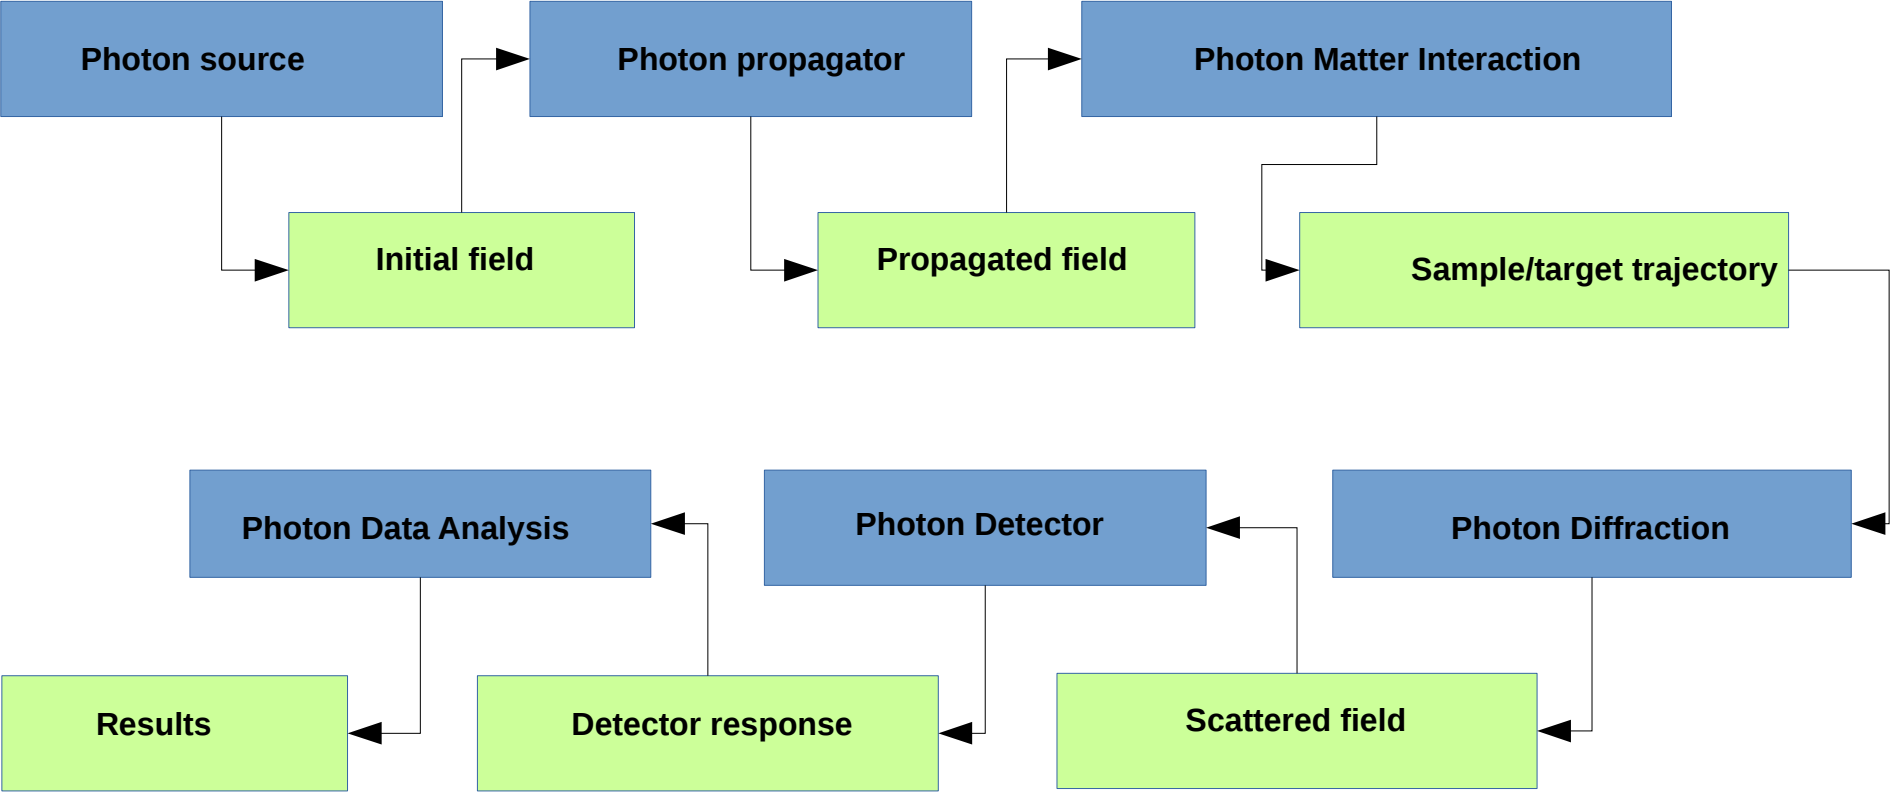 Photon source
Photon propagator
Photon Matter Interaction
Initial field
Propagated field
Sample/target trajectory
Photon Data Analysis
Photon Detector
Photon Diffraction
Results
Detector response
Scattered field